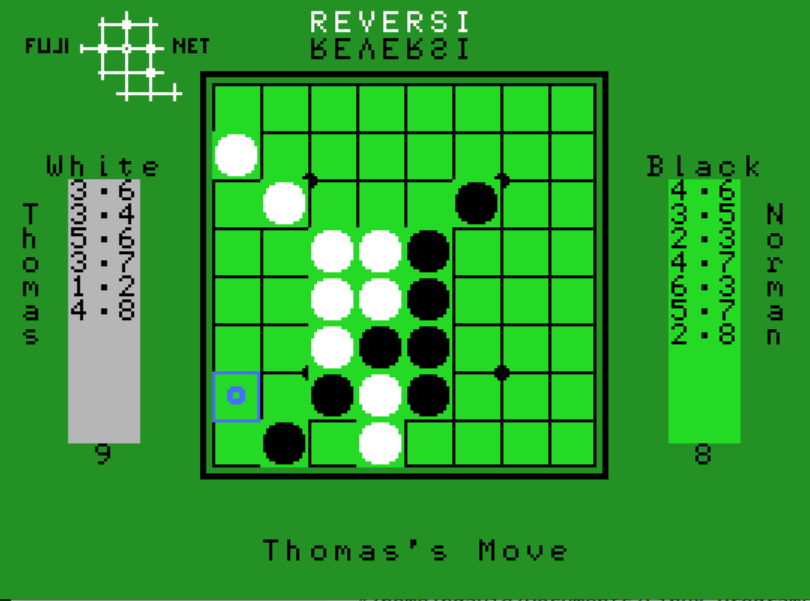 REVERSI
REVERSI
FUJI NET
White
3·6
3·4
5·6
3·7
1·2
4·8
Thomas
9
Black
4·6
3·5
2·3
4·7
6·3
5·7
2·8
Norman
8
Thomas's Move